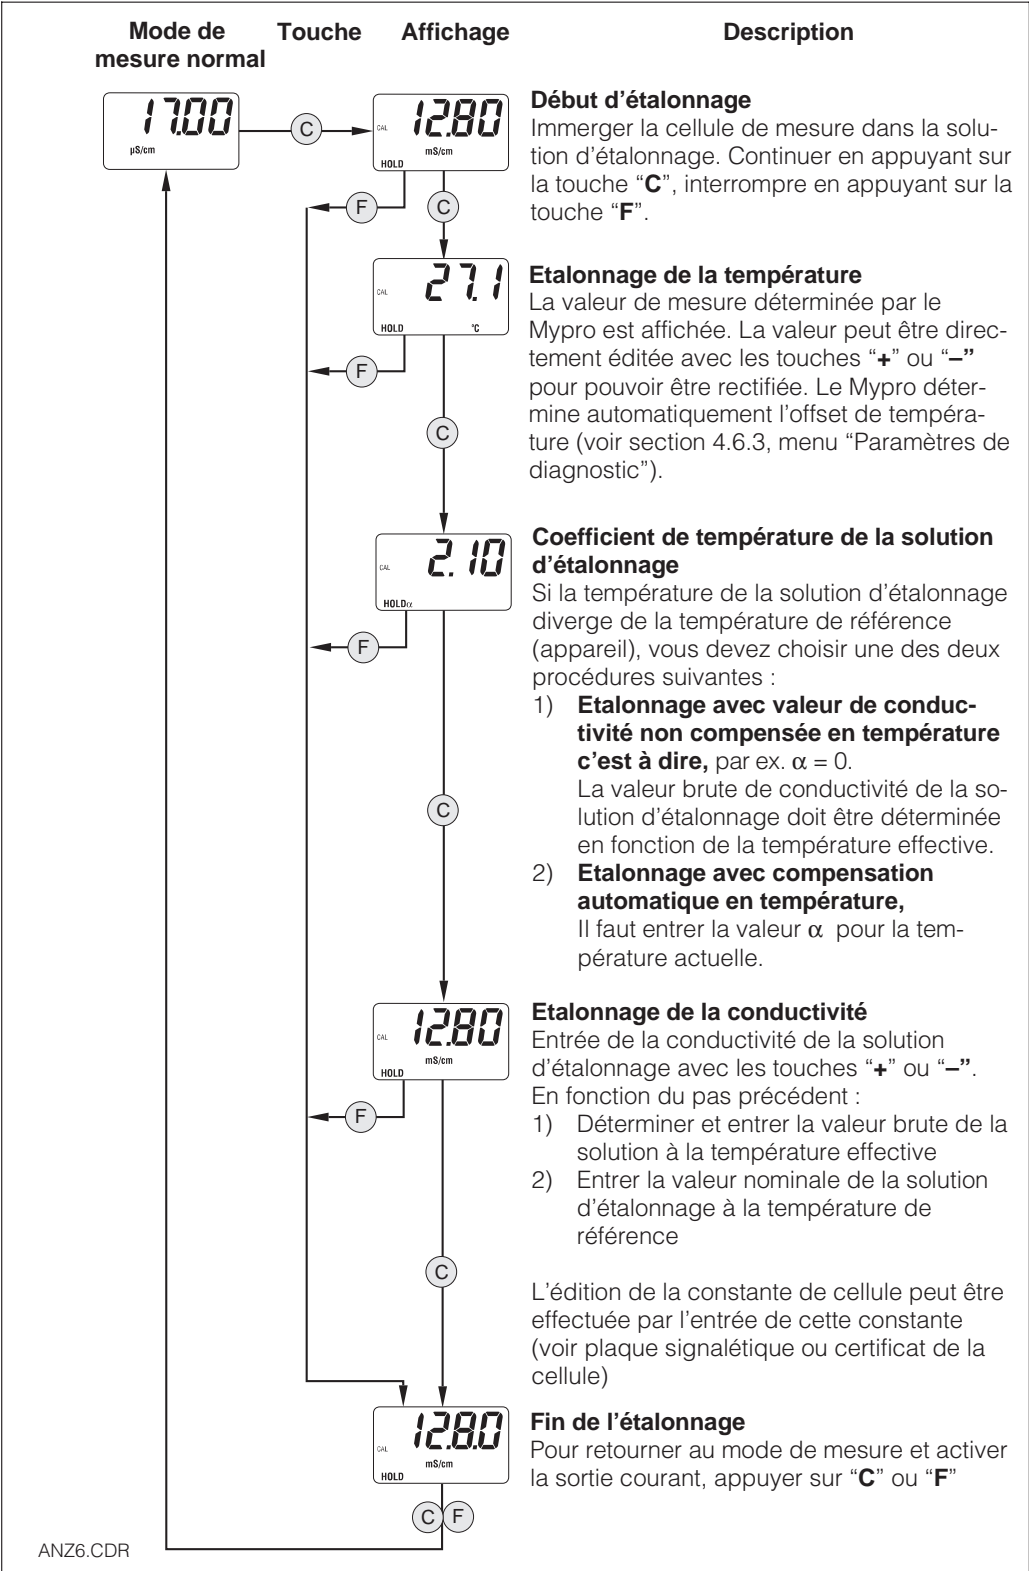 Mode de mesure normal
Touche
Affichage
Description
17.00
µS/cm
C
CAL
12.80
mS/cm
HOLD
F
C
Début d'étalonnage
Immerger la cellule de mesure dans la solu-
tion d'étalonnage. Continuer en appuyant sur
la touche “C”, interrompre en appuyant sur la
touche “F”.
CAL
27.1
HOLD
°C
F
C
Etalonnage de la température
La valeur de mesure déterminée par le
Mypro est affichée. La valeur peut être direc-
tement éditée avec les touches “+” ou “–”
pour pouvoir être rectifiée. Le Mypro déter-
mine automatiquement l'offset de tempéra-
ture (voir section 4.6.3, menu “Paramètres de
diagnostic”).
CAL
2.10
HOLDα
F
C
Coefficient de température de la solution
d'étalonnage
Si la température de la solution d'étalonnage
diverge de la température de référence
(appareil), vous devez choisir une des deux
procédures suivantes :
1) Etalonnage avec valeur de conduc-
tivité non compensée en température
c'est à dire, par ex. α = 0.
La valeur brute de conductivité de la so-
lution d'étalonnage doit être déterminée
en fonction de la température effective.
2) Etalonnage avec compensation
automatique en température,
Il faut entrer la valeur α pour la tem-
pérature actuelle.
CAL
12.80
mS/cm
HOLD
F
C
Etalonnage de la conductivité
Entrée de la conductivité de la solution
d'étalonnage avec les touches “+” ou “–”.
En fonction du pas précédent :
1) Déterminer et entrer la valeur brute de la
solution à la température effective
2) Entrer la valeur nominale de la solution
d'étalonnage à la température de
référence
L'édition de la constante de cellule peut être
effectuée par l'entrée de cette constante
(voir plaque signalétique ou certificat de la
cellule)
CAL
12.8.0
mS/cm
HOLD
C F
Fin de l'étalonnage
Pour retourner au mode de mesure et activer
la sortie courant, appuyer sur “C” ou “F”
ANZ6.CDR